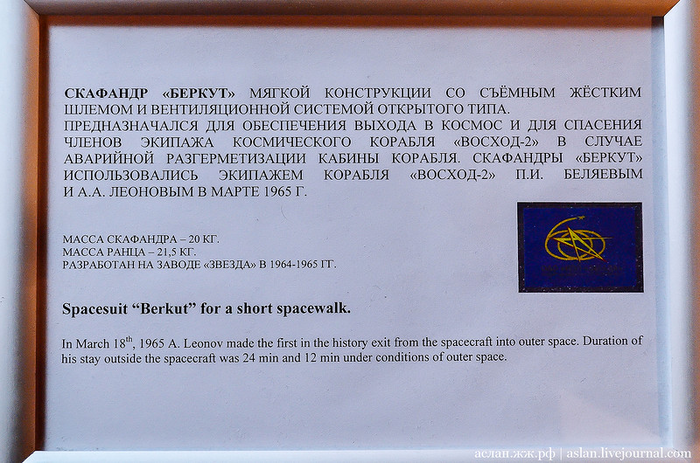 СКАФАНДР «БЕРКУТ» МЯГКОЙ КОНСТРУКЦИИ СО СЪЁМНЫМ ЖЁСТКИМ
ШЛЕМОМ И ВЕНТИЛЯЦИОННОЙ СИСТЕМОЙ ОТКРЫТОГО ТИПА.
ПРЕДНАЗНАЧАЛСЯ ДЛЯ ОБЕСПЕЧЕНИЯ ВЫХОДА В КОСМОС И ДЛЯ СПАСЕНИЯ
ЧЛЕНОВ ЭКИПАЖА КОСМИЧЕСКОГО КОРАБЛЯ «ВОСХОД-2» В СЛУЧАЕ
АВАРИЙНОЙ РАЗГЕРМЕТИЗАЦИИ КАБИНЫ КОРАБЛЯ. СКАФАНДРЫ «БЕРКУТ»
ИСПОЛЬЗОВАЛИСЬ ЭКИПАЖЕМ КОРАБЛЯ «ВОСХОД-2» П.И. БЕЛЯЕВЫМ
И А.А. ЛЕОНОВЫМ В МАРТЕ 1965 Г.
МАССА СКАФАНДРА – 20 КГ.
МАССА РАНЦА – 21,5 КГ.
РАЗРАБОТАН НА ЗАВОДЕ «ЗВЕЗДА» В 1964-1965 ГГ.
Spacesuit “Berkut” for a short spacewalk.
In March 18th, 1965 A. Leonov made the first in the history exit from the spacecraft into outer space. Duration of
his stay outside the spacecraft was 24 min and 12 min under conditions of outer space.
аслан.жж.рф | aslan.livejournal.com